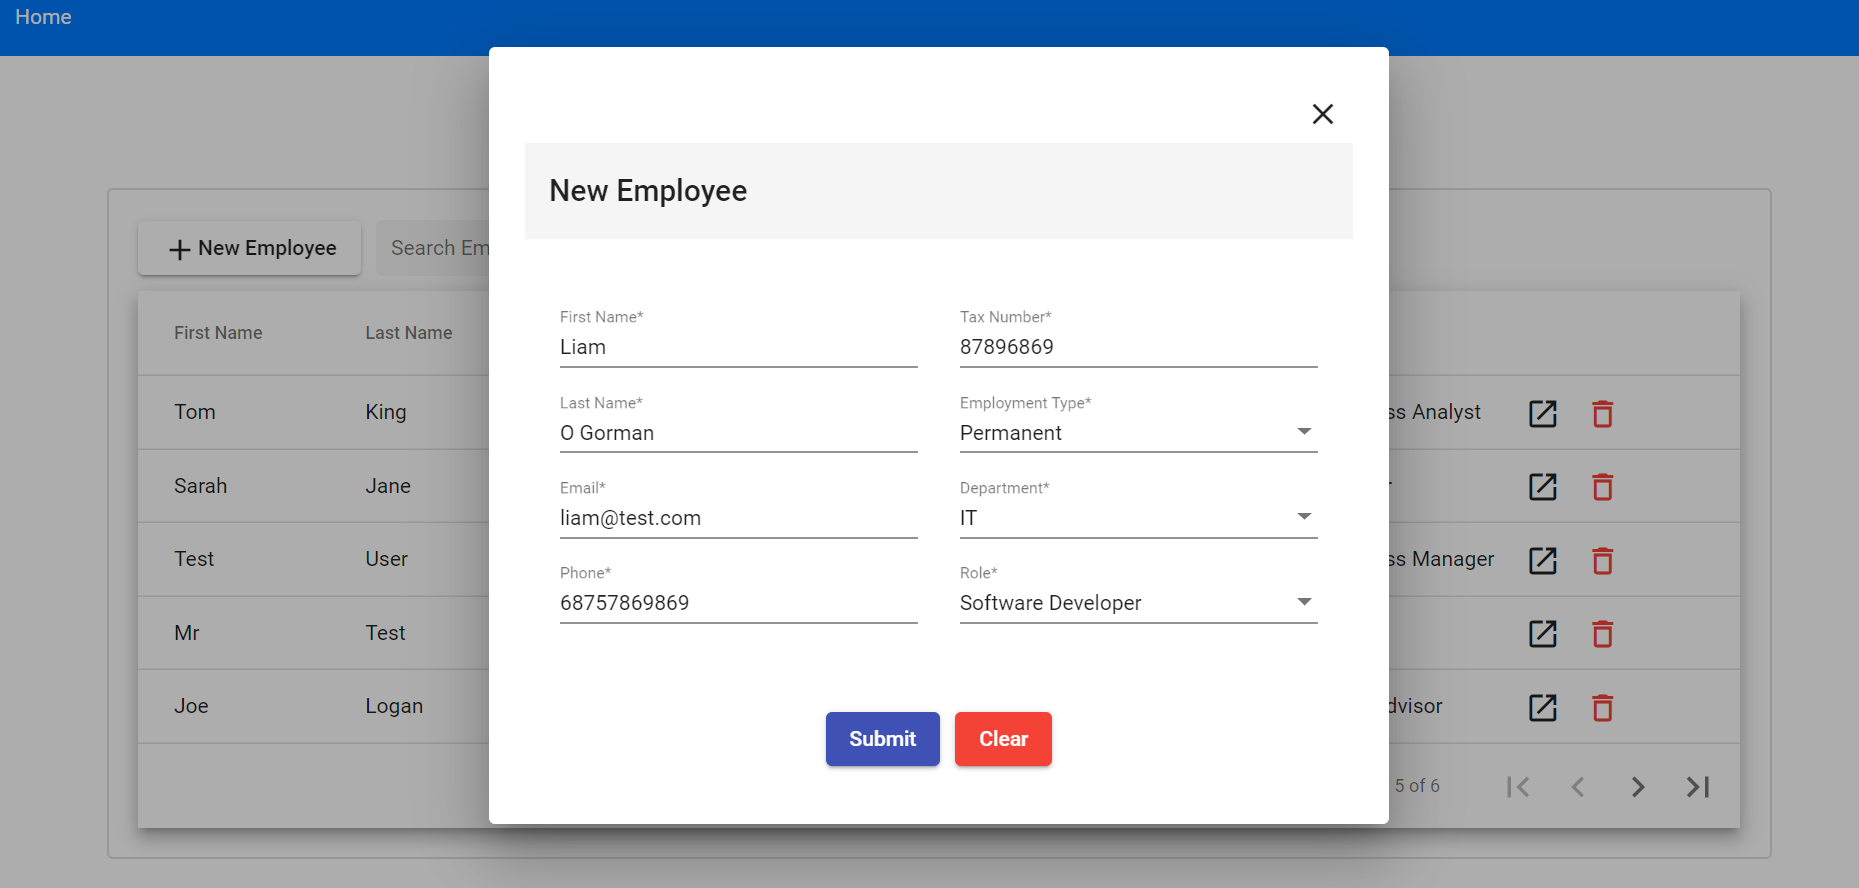 Home
New Employee
New Employee
Search Em
First Name
Last Name
Tom King
Sarah Jane
Test User
Mr Test
Joe Logan
First Name*
Liam
Tax Number*
87896869
Last Name*
O Gorman
Employment Type*
Permanent
Email*
liam@test.com
Department*
IT
Phone*
68757869869
Role*
Software Developer
Submit
Clear
ss Analyst
ss Manager
dvisor
5 of 6